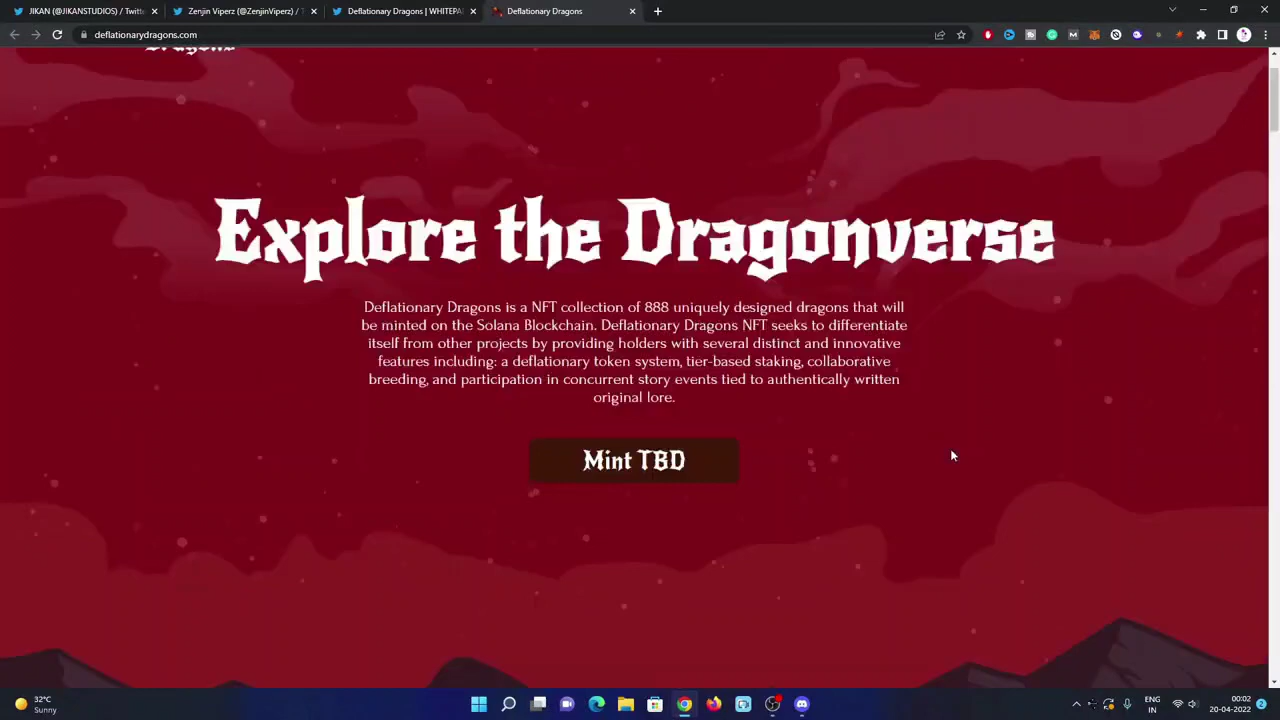 JIKAN (@JIKANSTUDIOS) / Twitte
Zenjin Viperz (@ZenjinViperz) / T
Deflationary Dragons | WHITEPA
Deflationary Dragons
deflationarydragons.com
Dragons
Explore the Dragonverse
Deflationary Dragons is a NFT collection of 888 uniquely designed dragons that will
be minted on the Solana Blockchain. Deflationary Dragons NFT seeks to differentiate
itself from other projects by providing holders with several distinct and innovative
features including: a deflationary token system, tier-based staking, collaborative
breeding, and participation in concurrent story events tied to authentically written
original lore.
Mint TBD
32°C
Sunny
ENG
IN
00:02
20-04-2022